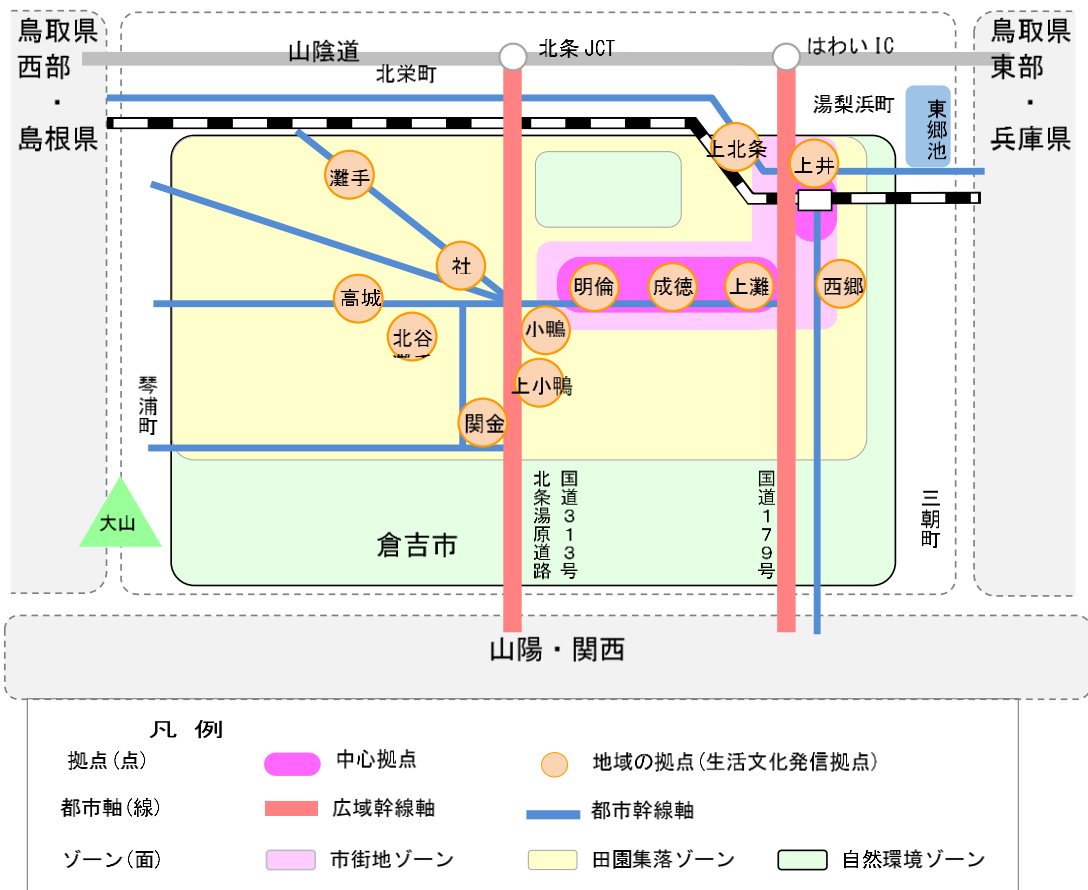 鳥取県
西部
・
島根県
山陰道
北条JCT
はわいIC
鳥取県
東部
・
兵庫県
北栄町
湯梨浜町
東郷池
上北条
上井
灘手
社
高城
北谷
明倫
成徳
上灘
西郷
小鴨
上小鴨
関金
琴浦町
大山
倉吉市
北条湯原道路
国道313号
国道179号
三朝町
山陽・関西
凡 例
拠点(点)
中心拠点
地域の拠点(生活文化発信拠点)
都市軸(線)
広域幹線軸
都市幹線軸
ゾーン(面)
市街地ゾーン
田園集落ゾーン
自然環境ゾーン